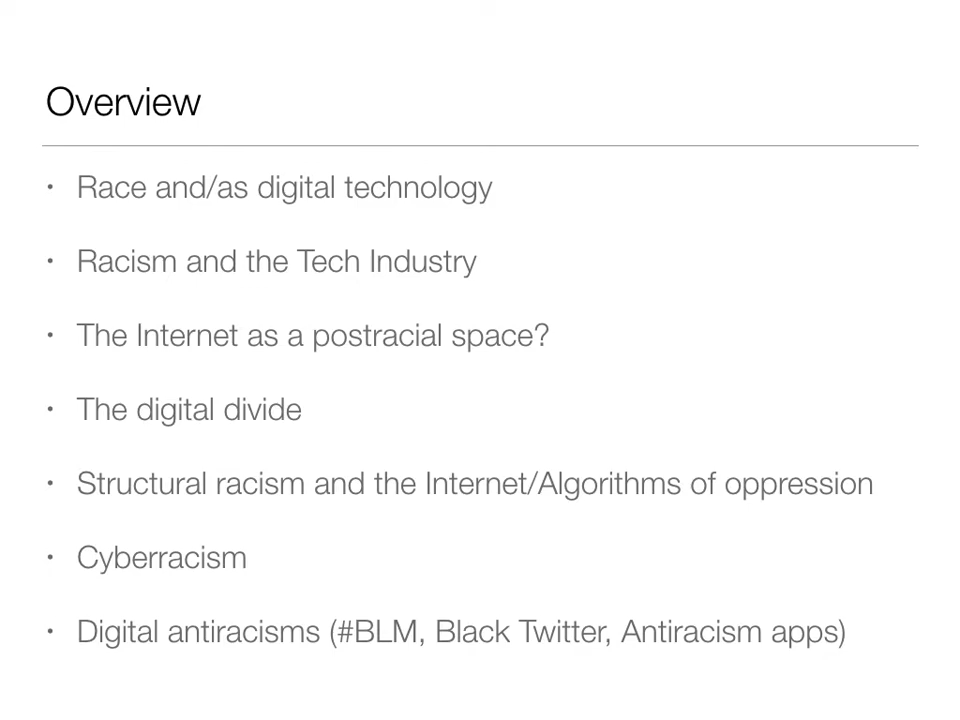 Overview
• Race and/as digital technology
• Racism and the Tech Industry
• The Internet as a postracial space?
• The digital divide
• Structural racism and the Internet/Algorithms of oppression
• Cyberracism
• Digital antiracisms (#BLM, Black Twitter, Antiracism apps)